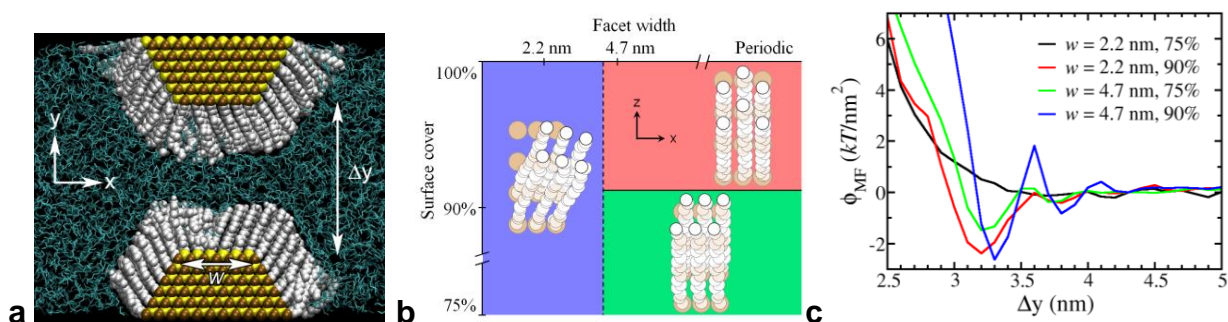 a
y
x
Δy
w
b
Facet width
2.2 nm 4.7 nm Periodic
Surface cover
100%
90%
75%
z
x
c
ϕMF (kT/nm²)
6
4
2
0
-2
w = 2.2 nm, 75%
w = 2.2 nm, 90%
w = 4.7 nm, 75%
w = 4.7 nm, 90%
2.5 3 3.5 4 4.5 5
Δy (nm)